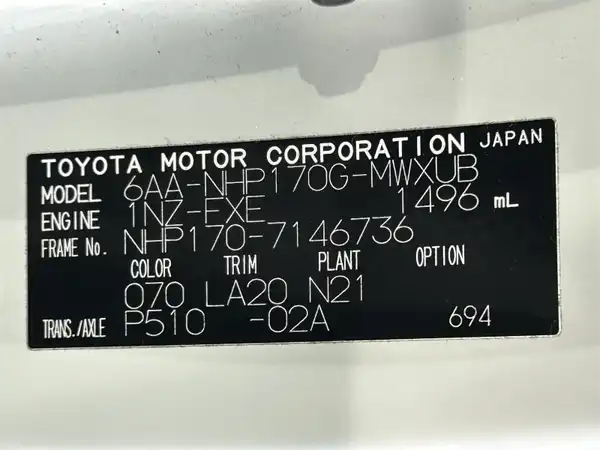 TOYOTA MOTOR CORPORATION JAPAN
MODEL 6AA-NHP170G-MWXUB
ENGINE 1NZ-FXE 1496 mL
FRAME No. NHP170-7146736
COLOR TRIM PLANT OPTION
070 LA20 N21
TRANS./AXLE P510 -02A 694